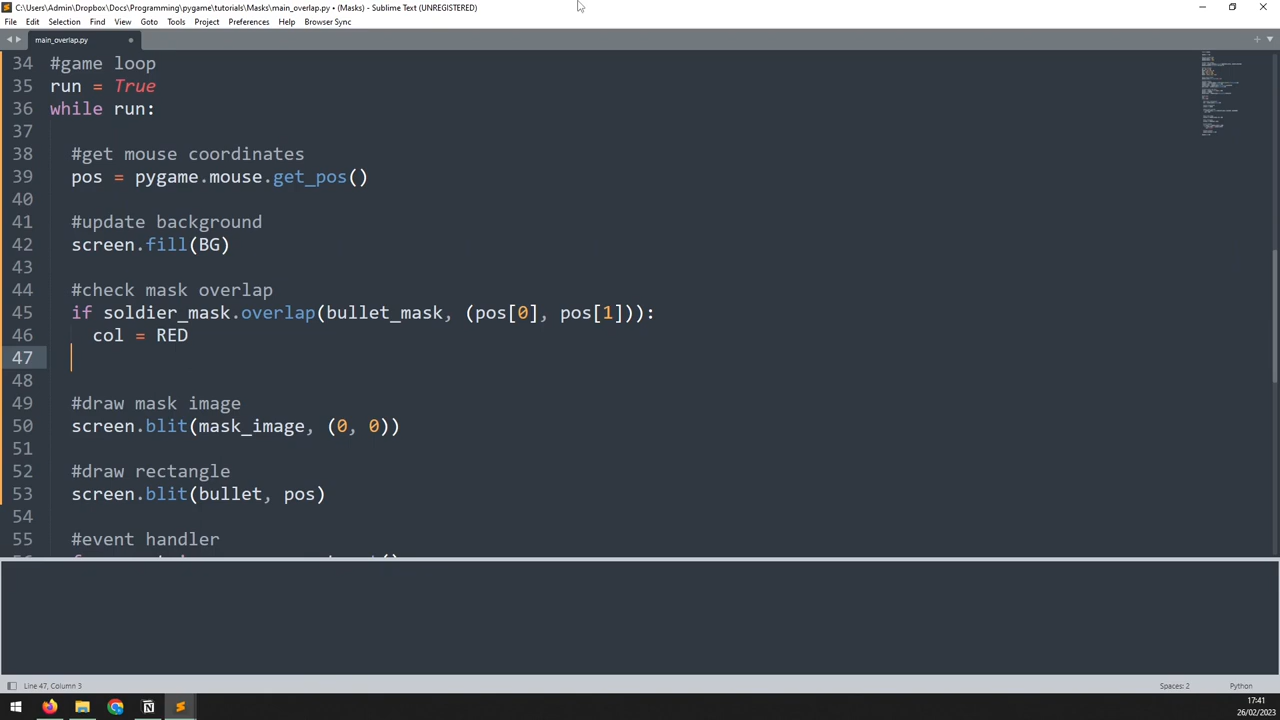 C:\Users\Admin\Dropbox\Docs\Programming\pygame\tutorials\Masks\main_overlap.py • (Masks) - Sublime Text (UNREGISTERED)
File Edit Selection Find View Goto Tools Project Preferences Help Browser Sync
main_overlap.py
34 #game loop
35 run = True
36 while run:
37
38 #get mouse coordinates
39 pos = pygame.mouse.get_pos()
40
41 #update background
42 screen.fill(BG)
43
44 #check mask overlap
45 if soldier_mask.overlap(bullet_mask, (pos[0], pos[1])):
46 col = RED
47
48
49 #draw mask image
50 screen.blit(mask_image, (0, 0))
51
52 #draw rectangle
53 screen.blit(bullet, pos)
54
55 #event handler
Line 47, Column 3
Spaces: 2
Python
17:41
26/02/2023